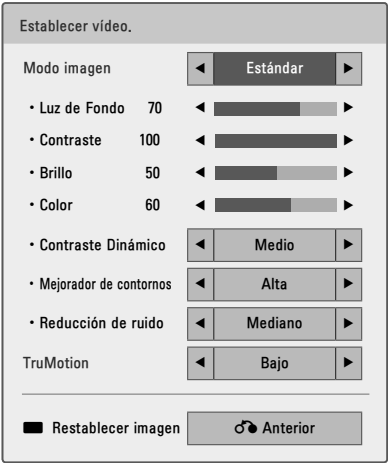 Establecer vídeo.
Modo imagen ◄ Estándar ►
• Luz de Fondo 70 ◄ ►
• Contraste 100 ◄ ►
• Brillo 50 ◄ ►
• Color 60 ◄ ►
• Contraste Dinámico ◄ Medio ►
• Mejorador de contornos ◄ Alta ►
• Reducción de ruido ◄ Mediano ►
TruMotion ◄ Bajo ►
Restablecer imagen Anterior